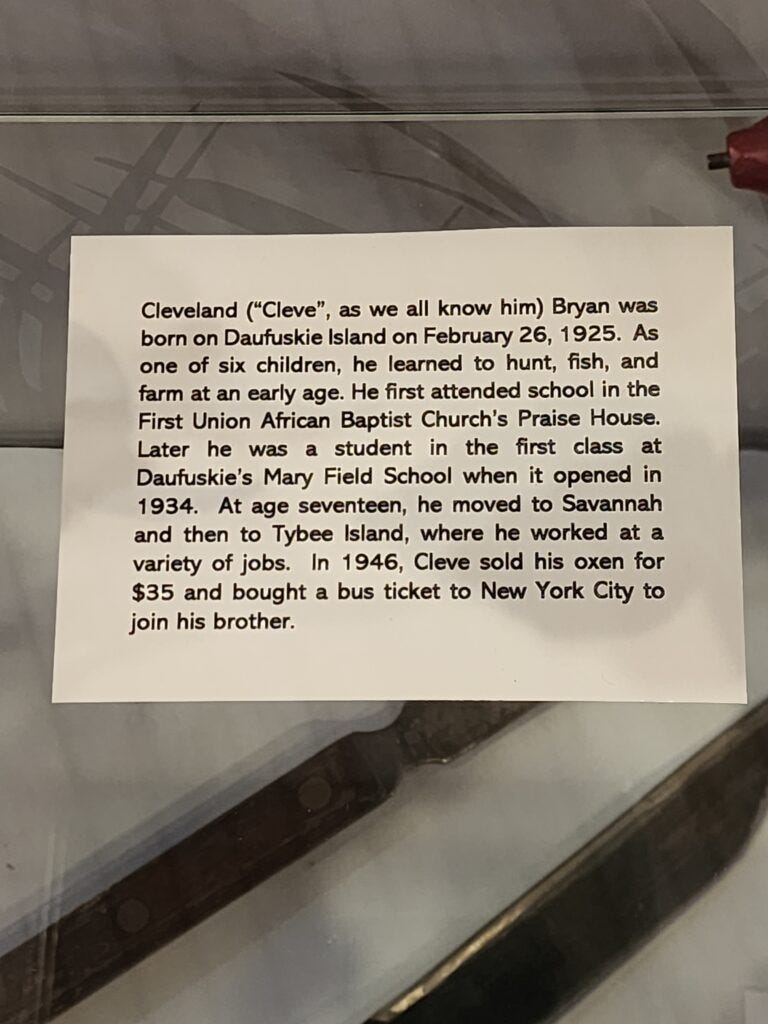 Cleveland (“Cleve”, as we all know him) Bryan was
born on Daufuskie Island on February 26, 1925. As
one of six children, he learned to hunt, fish, and
farm at an early age. He first attended school in the
First Union African Baptist Church’s Praise House.
Later he was a student in the first class at
Daufuskie’s Mary Field School when it opened in
1934. At age seventeen, he moved to Savannah
and then to Tybee Island, where he worked at a
variety of jobs. In 1946, Cleve sold his oxen for
$35 and bought a bus ticket to New York City to
join his brother.